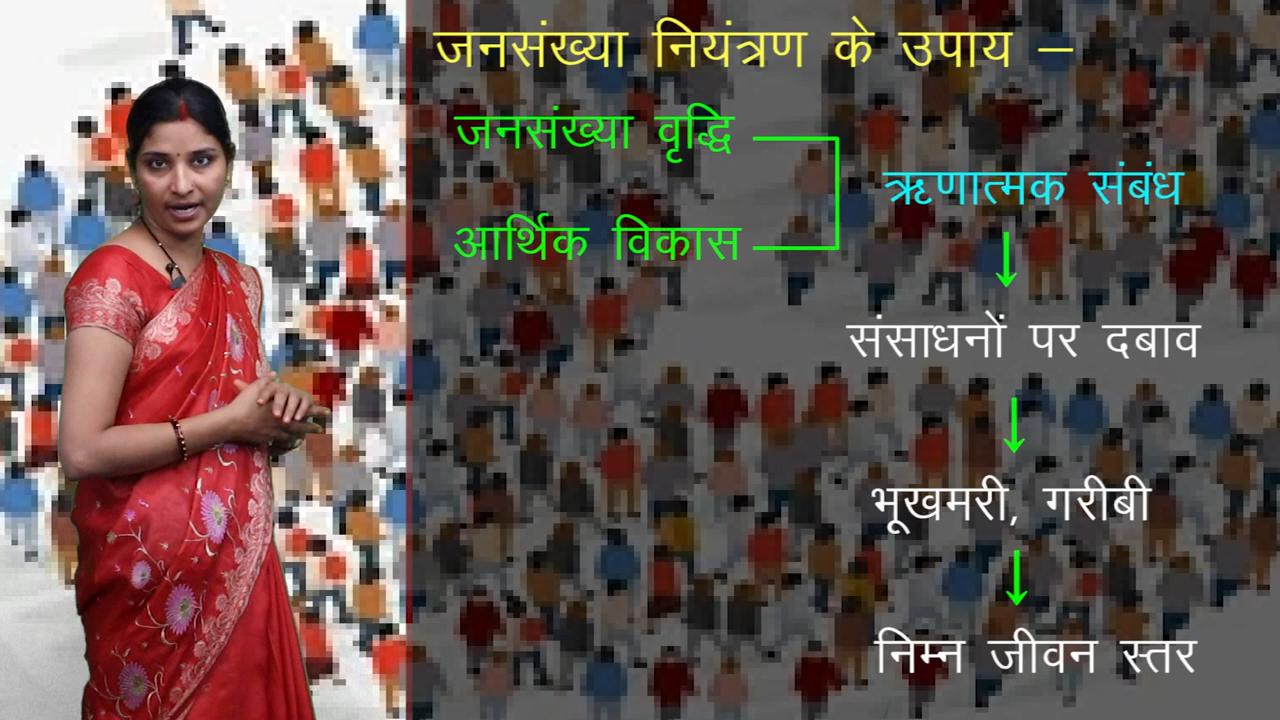 जनसंख्या नियंत्रण के उपाय –
जनसंख्या वृद्धि
ऋणात्मक संबंध
आर्थिक विकास
संसाधनों पर दबाव
भूखमरी, गरीबी
निम्न जीवन स्तर